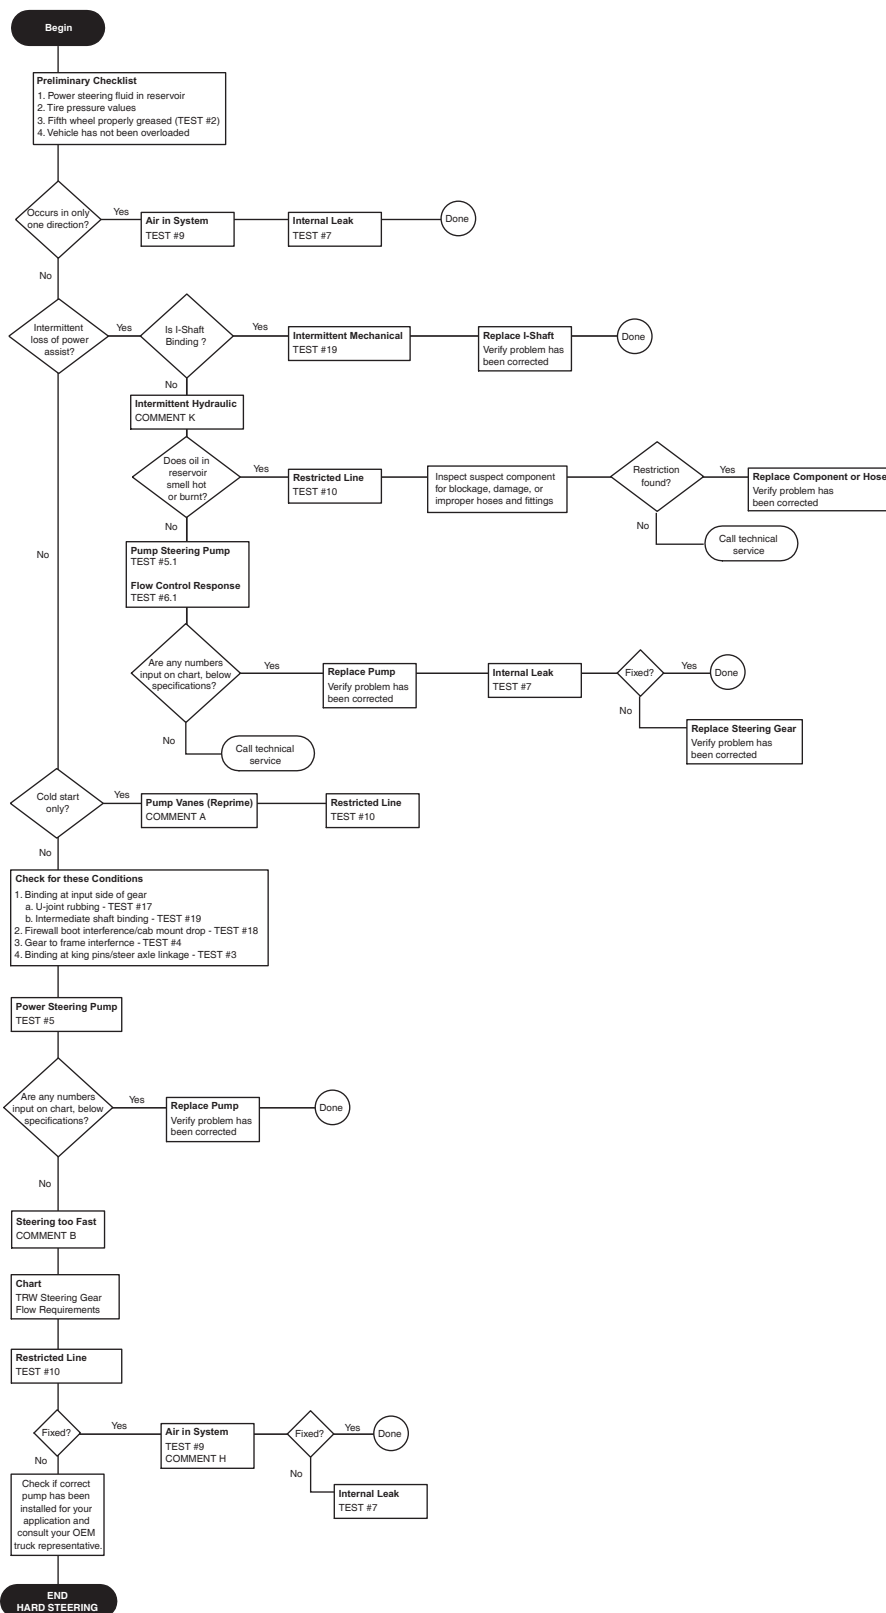 Begin
Preliminary Checklist
1. Power steering fluid in reservoir
2. Tire pressure values
3. Fifth wheel properly greased (TEST #2)
4. Vehicle has not been overloaded
Occurs in only
one direction?
Yes
Air in System
TEST #9
Internal Leak
TEST #7
Done
No
Intermittent
loss of power
assist?
Yes
Is I-Shaft
Binding ?
Yes
Intermittent Mechanical
TEST #19
Replace I-Shaft
Verify problem has
been corrected
Done
No
Intermittent Hydraulic
COMMENT K
Does oil in
reservoir
smell hot
or burnt?
Yes
Restricted Line
TEST #10
Inspect suspect component
for blockage, damage, or
improper hoses and fittings
Restriction
found?
Yes
Replace Component or Hose
Verify problem has
been corrected
No
Call technical
service
No
Pump Steering Pump
TEST #5.1
Flow Control Response
TEST #6.1
No
Are any numbers
input on chart, below
specifications?
Yes
Replace Pump
Verify problem has
been corrected
Internal Leak
TEST #7
Fixed?
Yes
Done
No
Replace Steering Gear
Verify problem has
been corrected
No
Call technical
service
Cold start
only?
Yes
Pump Vanes (Reprime)
COMMENT A
Restricted Line
TEST #10
No
Check for these Conditions
1. Binding at input side of gear
a. U-joint rubbing - TEST #17
b. Intermediate shaft binding - TEST #19
2. Firewall boot interference/cab mount drop - TEST #18
3. Gear to frame interfernce - TEST #4
4. Binding at king pins/steer axle linkage - TEST #3
Power Steering Pump
TEST #5
Are any numbers
input on chart, below
specifications?
Yes
Replace Pump
Verify problem has
been corrected
Done
No
Steering too Fast
COMMENT B
Chart
TRW Steering Gear
Flow Requirements
Restricted Line
TEST #10
Fixed?
Yes
Air in System
TEST #9
COMMENT H
Fixed?
Yes
Done
No
Internal Leak
TEST #7
No
Check if correct
pump has been
installed for your
application and
consult your OEM
truck representative.
END
HARD STEERING